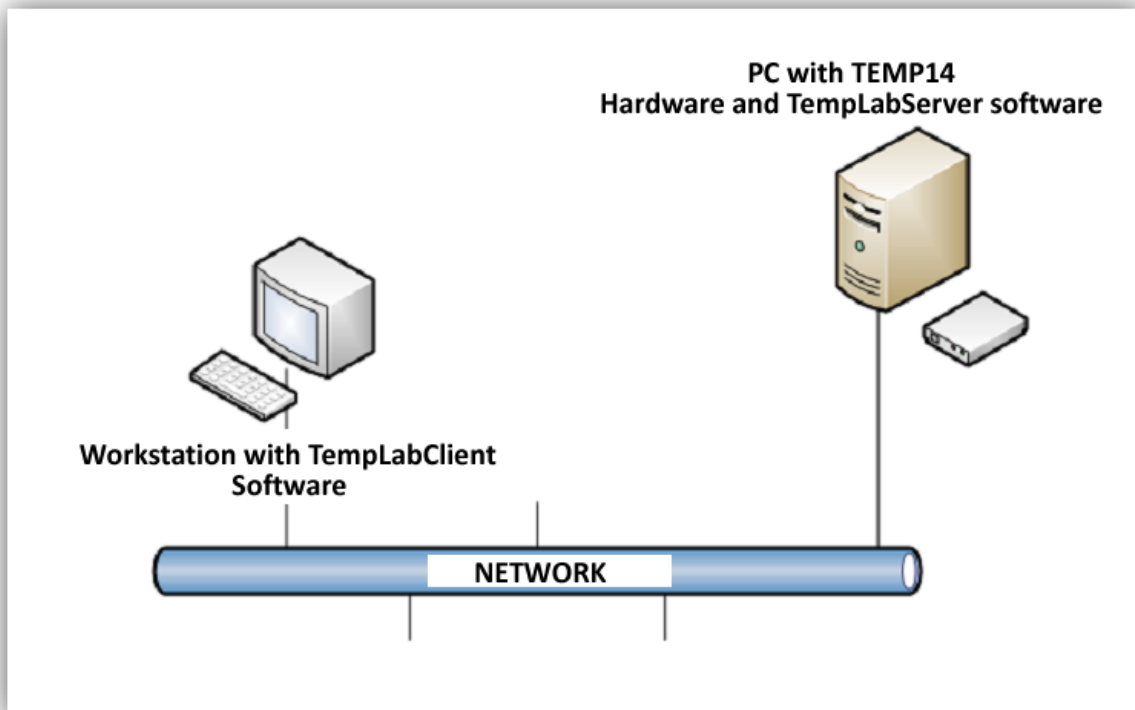 PC with TEMP14
Hardware and TempLabServer software
Workstation with TempLabClient
Software
NETWORK